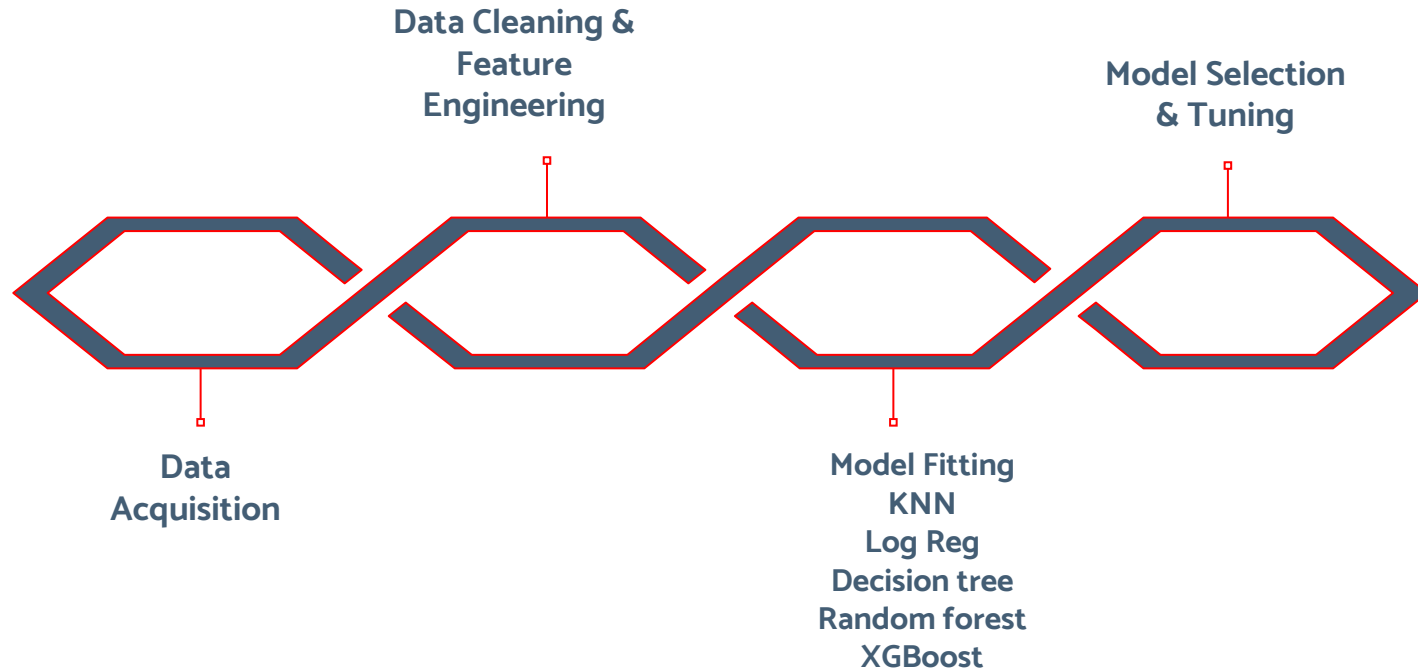 Data
Acquisition
Data Cleaning &
Feature
Engineering
Model Fitting
KNN
Log Reg
Decision tree
Random forest
XGBoost
Model Selection
& Tuning